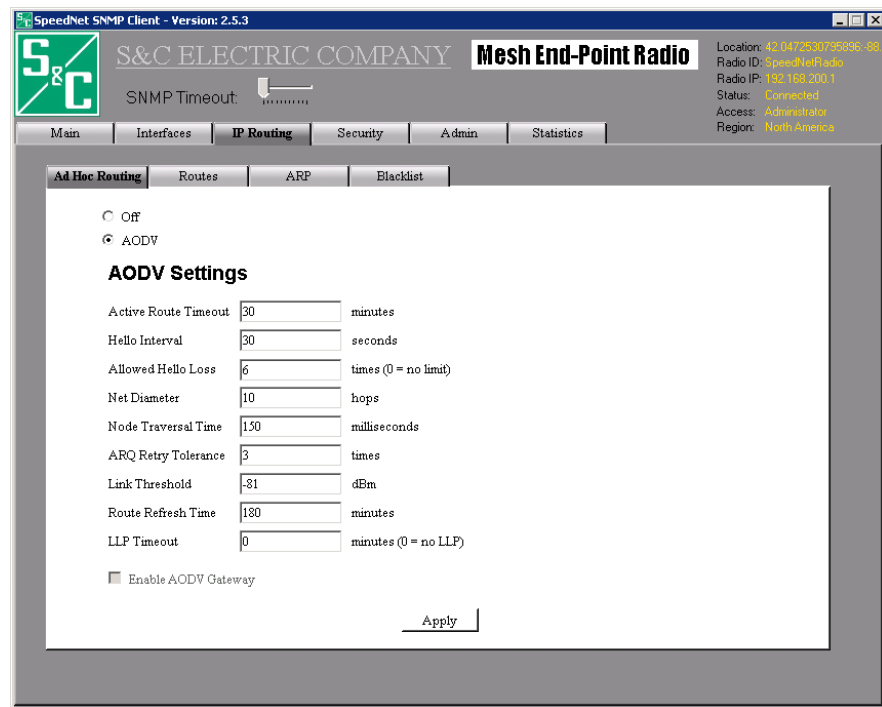 SpeedNet SNMP Client - Version: 2.5.3
S&C
S&C ELECTRIC COMPANY
Mesh End-Point Radio
SNMP Timeout:
Location: 42.0472530795896:-88.
Radio ID: SpeedNetRadio
Radio IP: 192.168.200.1
Status: Connected
Access: Administrator
Region: North America
Main Interfaces IP Routing Security Admin Statistics
Ad Hoc Routing Routes ARP Blacklist
Off
AODV
AODV Settings
Active Route Timeout 30 minutes
Hello Interval 30 seconds
Allowed Hello Loss 6 times (0 = no limit)
Net Diameter 10 hops
Node Traversal Time 150 milliseconds
ARQ Retry Tolerance 3 times
Link Threshold -81 dBm
Route Refresh Time 180 minutes
LLP Timeout 0 minutes (0 = no LLP)
Enable AODV Gateway
Apply